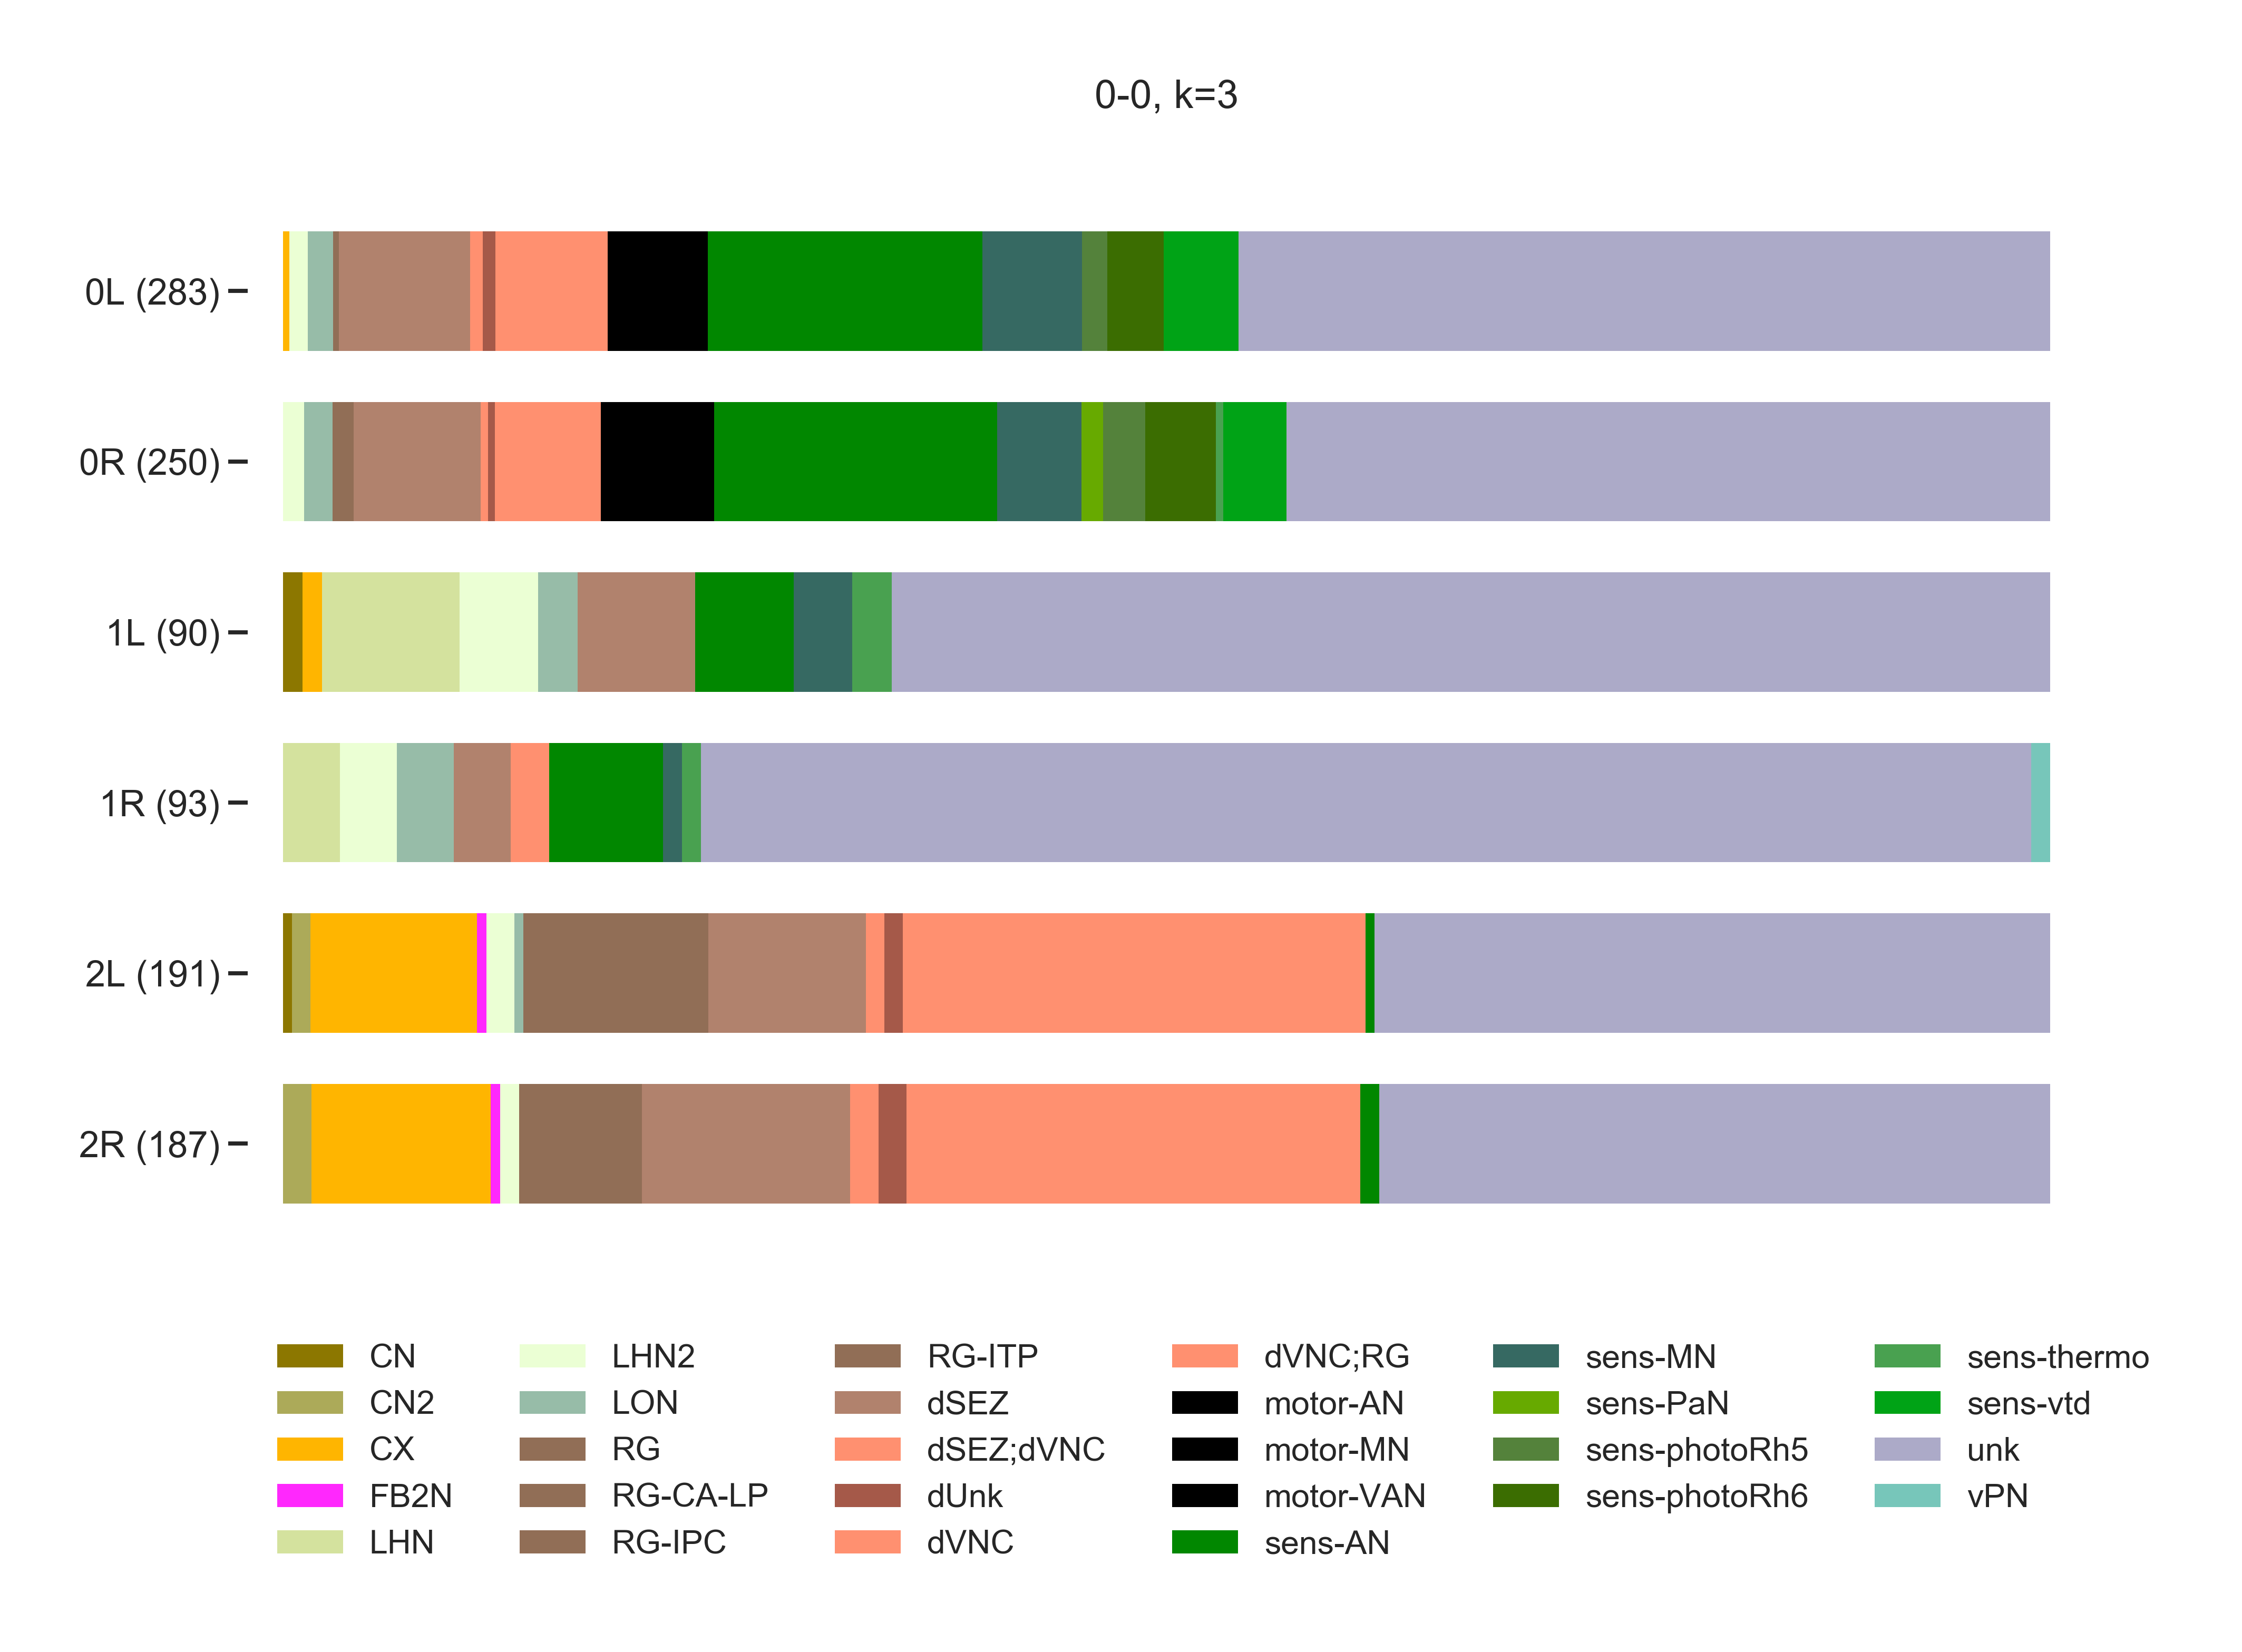 0-0, k=3
0L (283)
0R (250)
1L (90)
1R (93)
2L (191)
2R (187)
CN
CN2
CX
FB2N
LHN
LHN2
LON
RG
RG-CA-LP
RG-IPC
RG-ITP
dSEZ
dSEZ;dVNC
dUnk
dVNC
dVNC;RG
motor-AN
motor-MN
motor-VAN
sens-AN
sens-MN
sens-PaN
sens-photoRh5
sens-photoRh6
sens-thermo
sens-vtd
unk
vPN